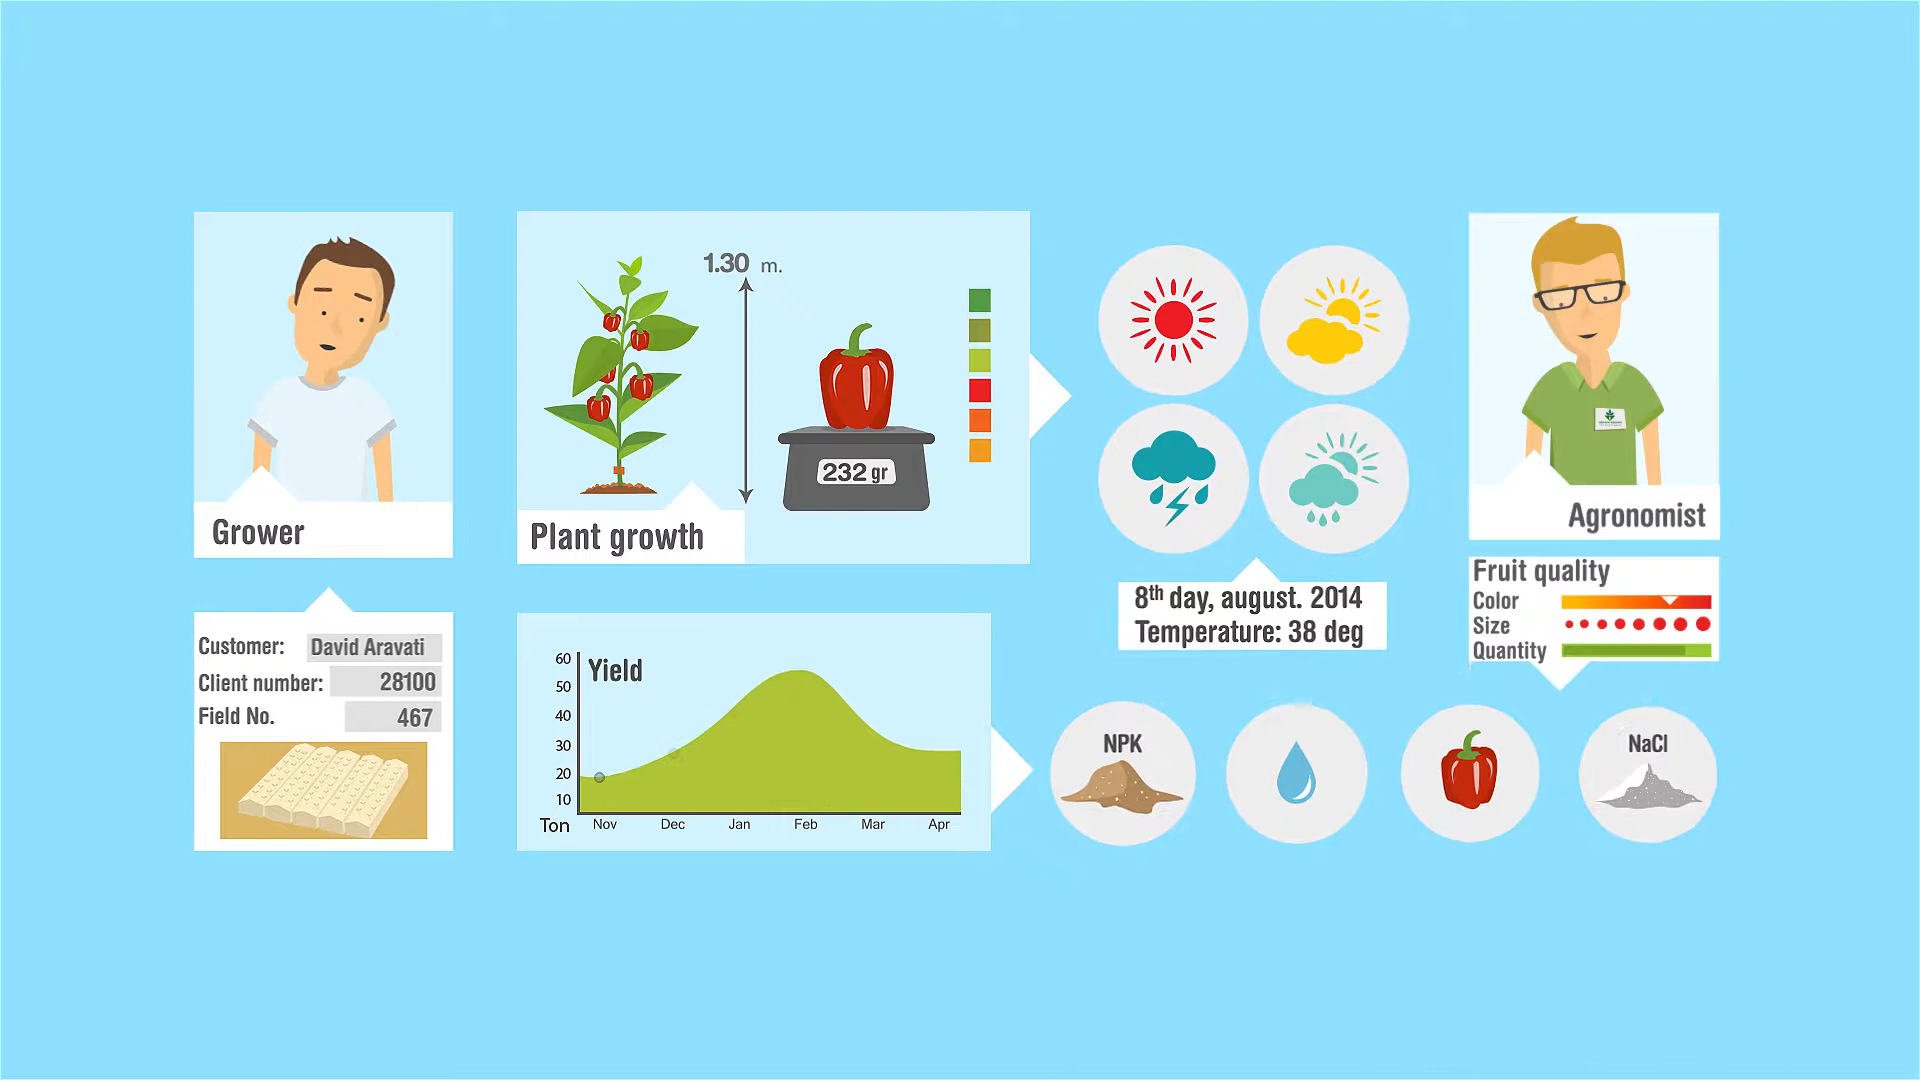 Grower
Customer: David Aravati
Client number: 28100
Field No. 467
1.30 m.
232 gr
Plant growth
Yield
60
50
40
30
20
10
Ton
Nov Dec Jan Feb Mar Apr
8th day, august. 2014
Temperature: 38 deg
Agronomist
Fruit quality
Color
Size
Quantity
NPK
NaCl